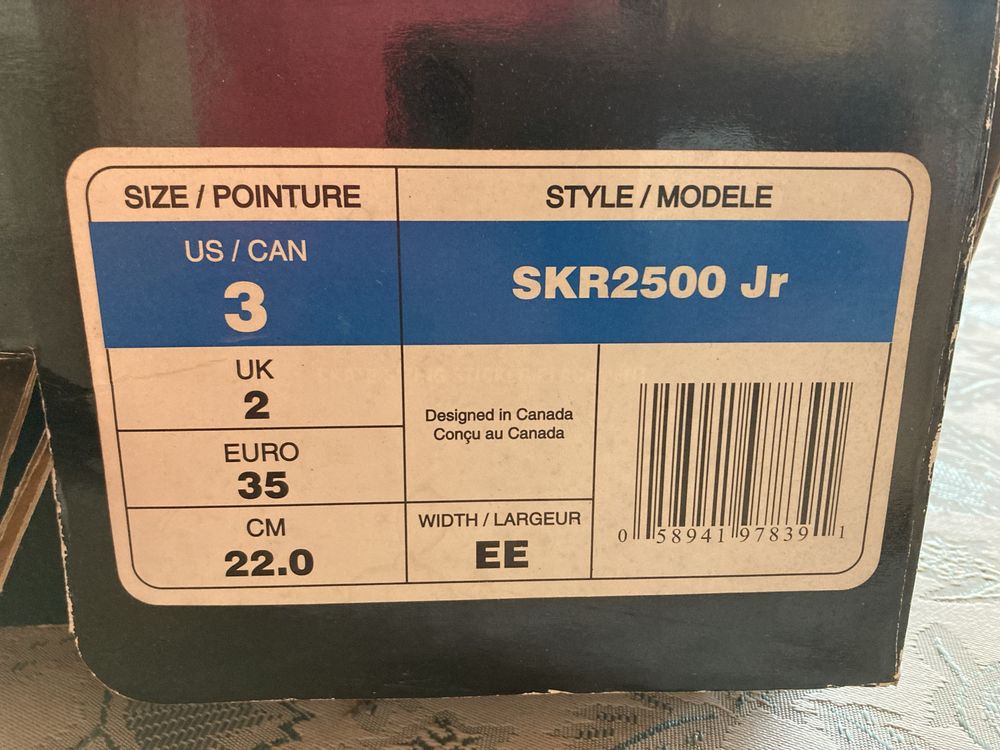 SIZE / POINTURE
STYLE / MODELE
US / CAN
3
SKR2500 Jr
UK
2
Designed in Canada
Conçu au Canada
EURO
35
CM
22.0
WIDTH / LARGEUR
EE
0 58941 97839 1